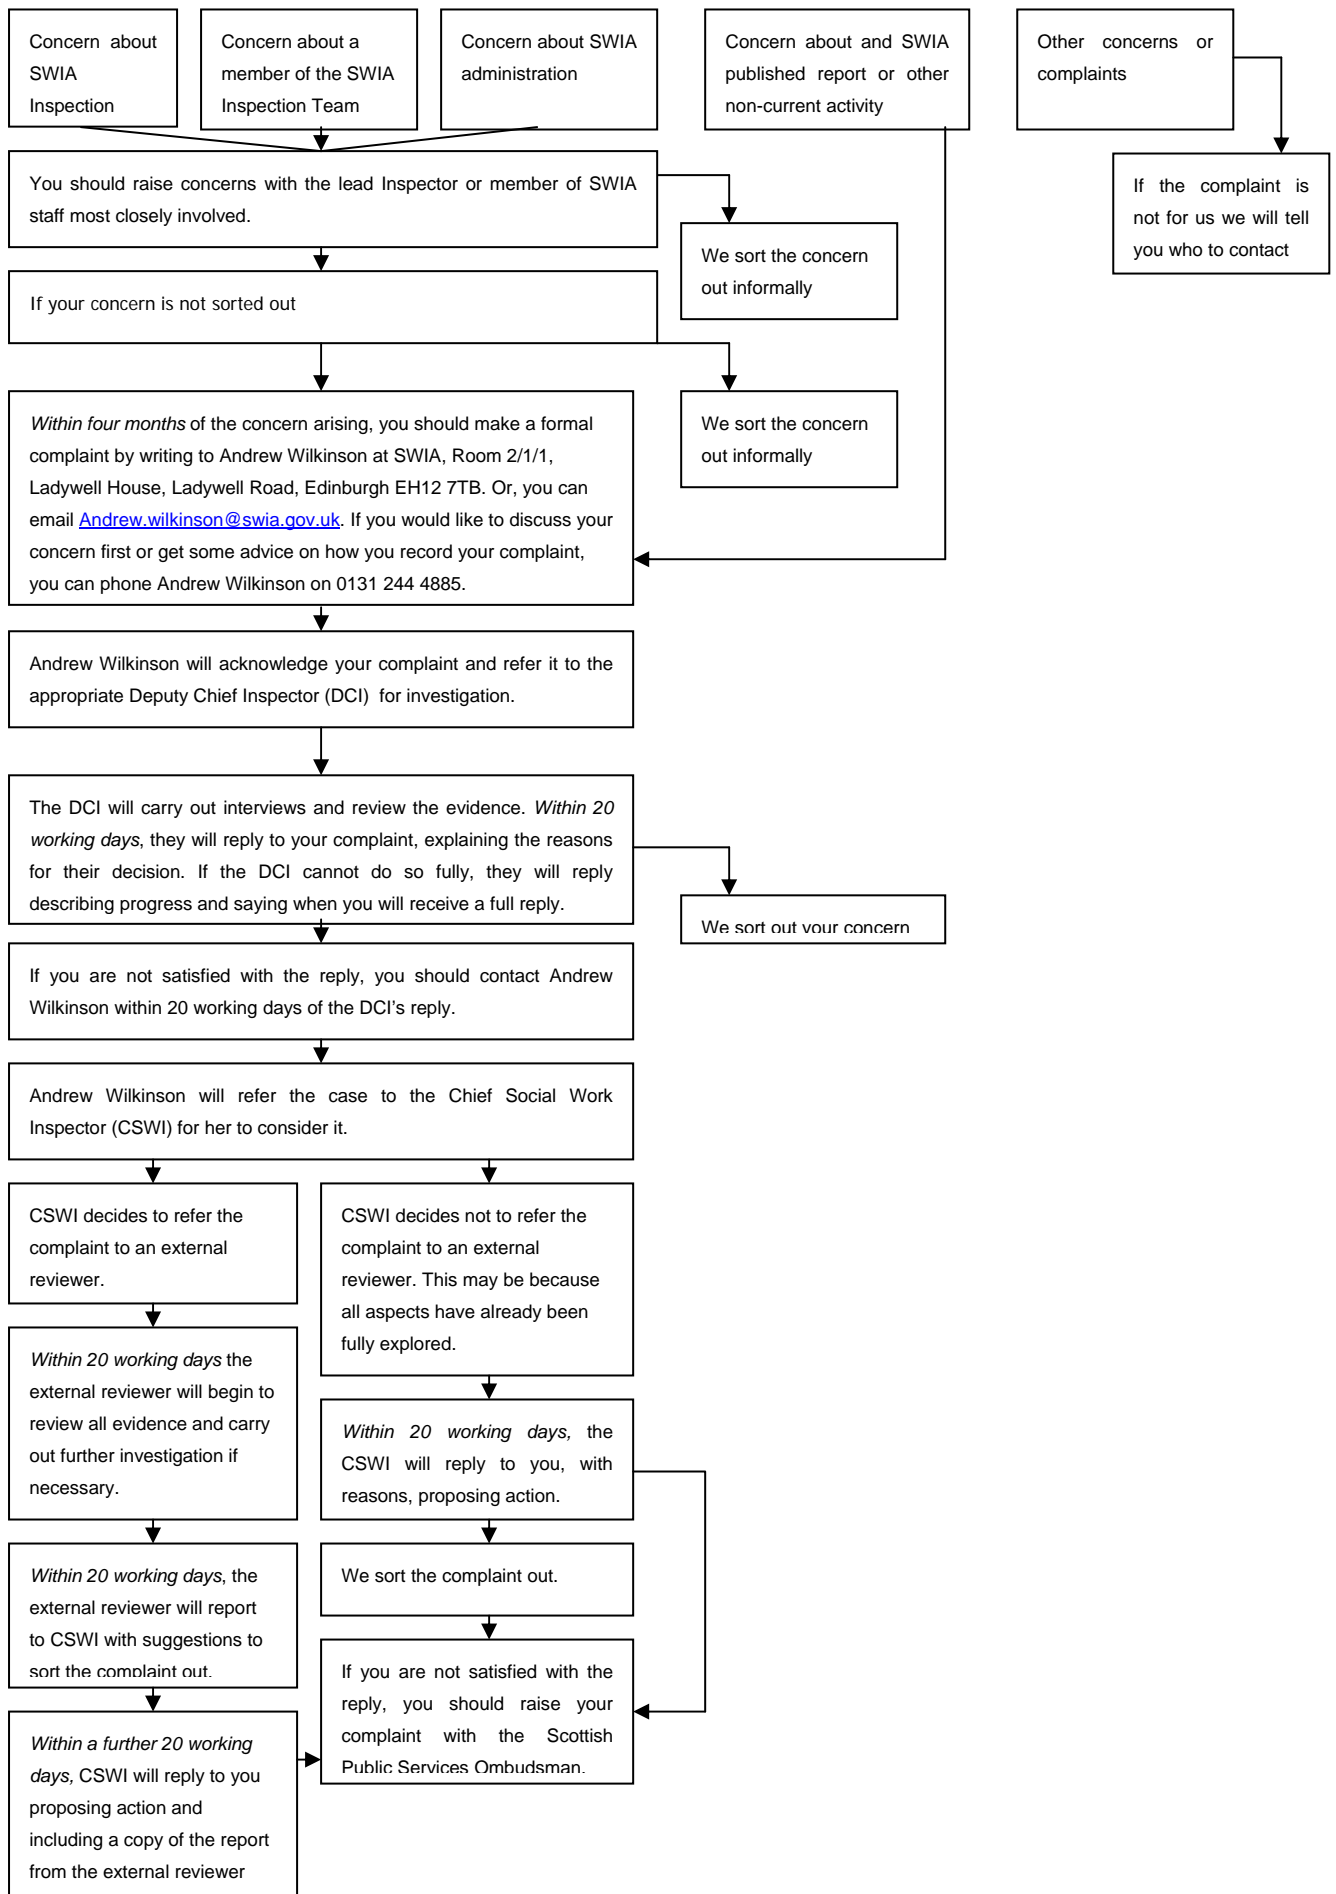 Concern about
SWIA
Inspection
Concern about a
member of the SWIA
Inspection Team
Concern about SWIA
administration
Concern about and SWIA
published report or other
non-current activity
Other concerns or
complaints
You should raise concerns with the lead Inspector or member of SWIA
staff most closely involved.
We sort the concern
out informally
If the complaint is
not for us we will tell
you who to contact
If your concern is not sorted out
We sort the concern
out informally
Within four months of the concern arising, you should make a formal
complaint by writing to Andrew Wilkinson at SWIA, Room 2/1/1,
Ladywell House, Ladywell Road, Edinburgh EH12 7TB. Or, you can
email Andrew.wilkinson@swia.gov.uk. If you would like to discuss your
concern first or get some advice on how you record your complaint,
you can phone Andrew Wilkinson on 0131 244 4885.
Andrew Wilkinson will acknowledge your complaint and refer it to the
appropriate Deputy Chief Inspector (DCI) for investigation.
The DCI will carry out interviews and review the evidence. Within 20
working days, they will reply to your complaint, explaining the reasons
for their decision. If the DCI cannot do so fully, they will reply
describing progress and saying when you will receive a full reply.
We sort out your concern
If you are not satisfied with the reply, you should contact Andrew
Wilkinson within 20 working days of the DCI's reply.
Andrew Wilkinson will refer the case to the Chief Social Work
Inspector (CSWI) for her to consider it.
CSWI decides to refer the
complaint to an external
reviewer.
CSWI decides not to refer the
complaint to an external
reviewer. This may be because
all aspects have already been
fully explored.
Within 20 working days the
external reviewer will begin to
review all evidence and carry
out further investigation if
necessary.
Within 20 working days, the
CSWI will reply to you, with
reasons, proposing action.
Within 20 working days, the
external reviewer will report
to CSWI with suggestions to
sort the complaint out.
We sort the complaint out.
If you are not satisfied with the
reply, you should raise your
complaint with the Scottish
Public Services Ombudsman.
Within a further 20 working
days, CSWI will reply to you
proposing action and
including a copy of the report
from the external reviewer